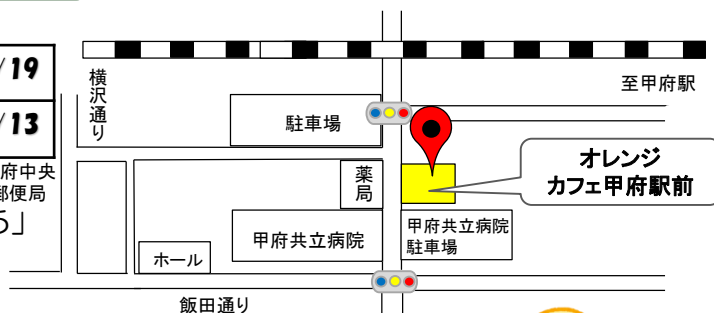 /19
/13
府中央
郵便局
ら」
横沢通り
至甲府駅
駐車場
薬局
オレンジ
カフェ甲府駅前
甲府共立病院
甲府共立病院
駐車場
ホール
飯田通り